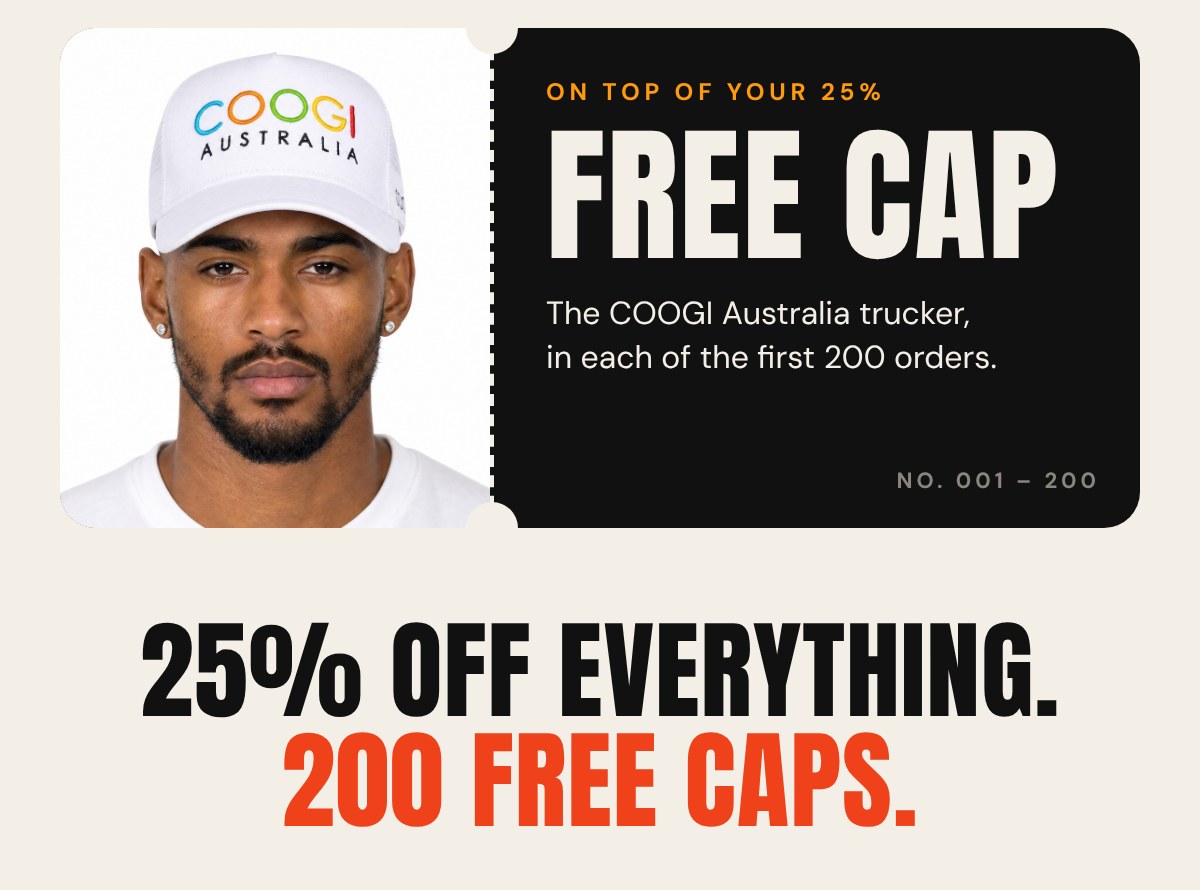 COOGI
AUSTRALIA
ON TOP OF YOUR 25%
FREE CAP
The COOGI Australia trucker,
in each of the first 200 orders.
NO. 001 – 200
25% OFF EVERYTHING.
200 FREE CAPS.